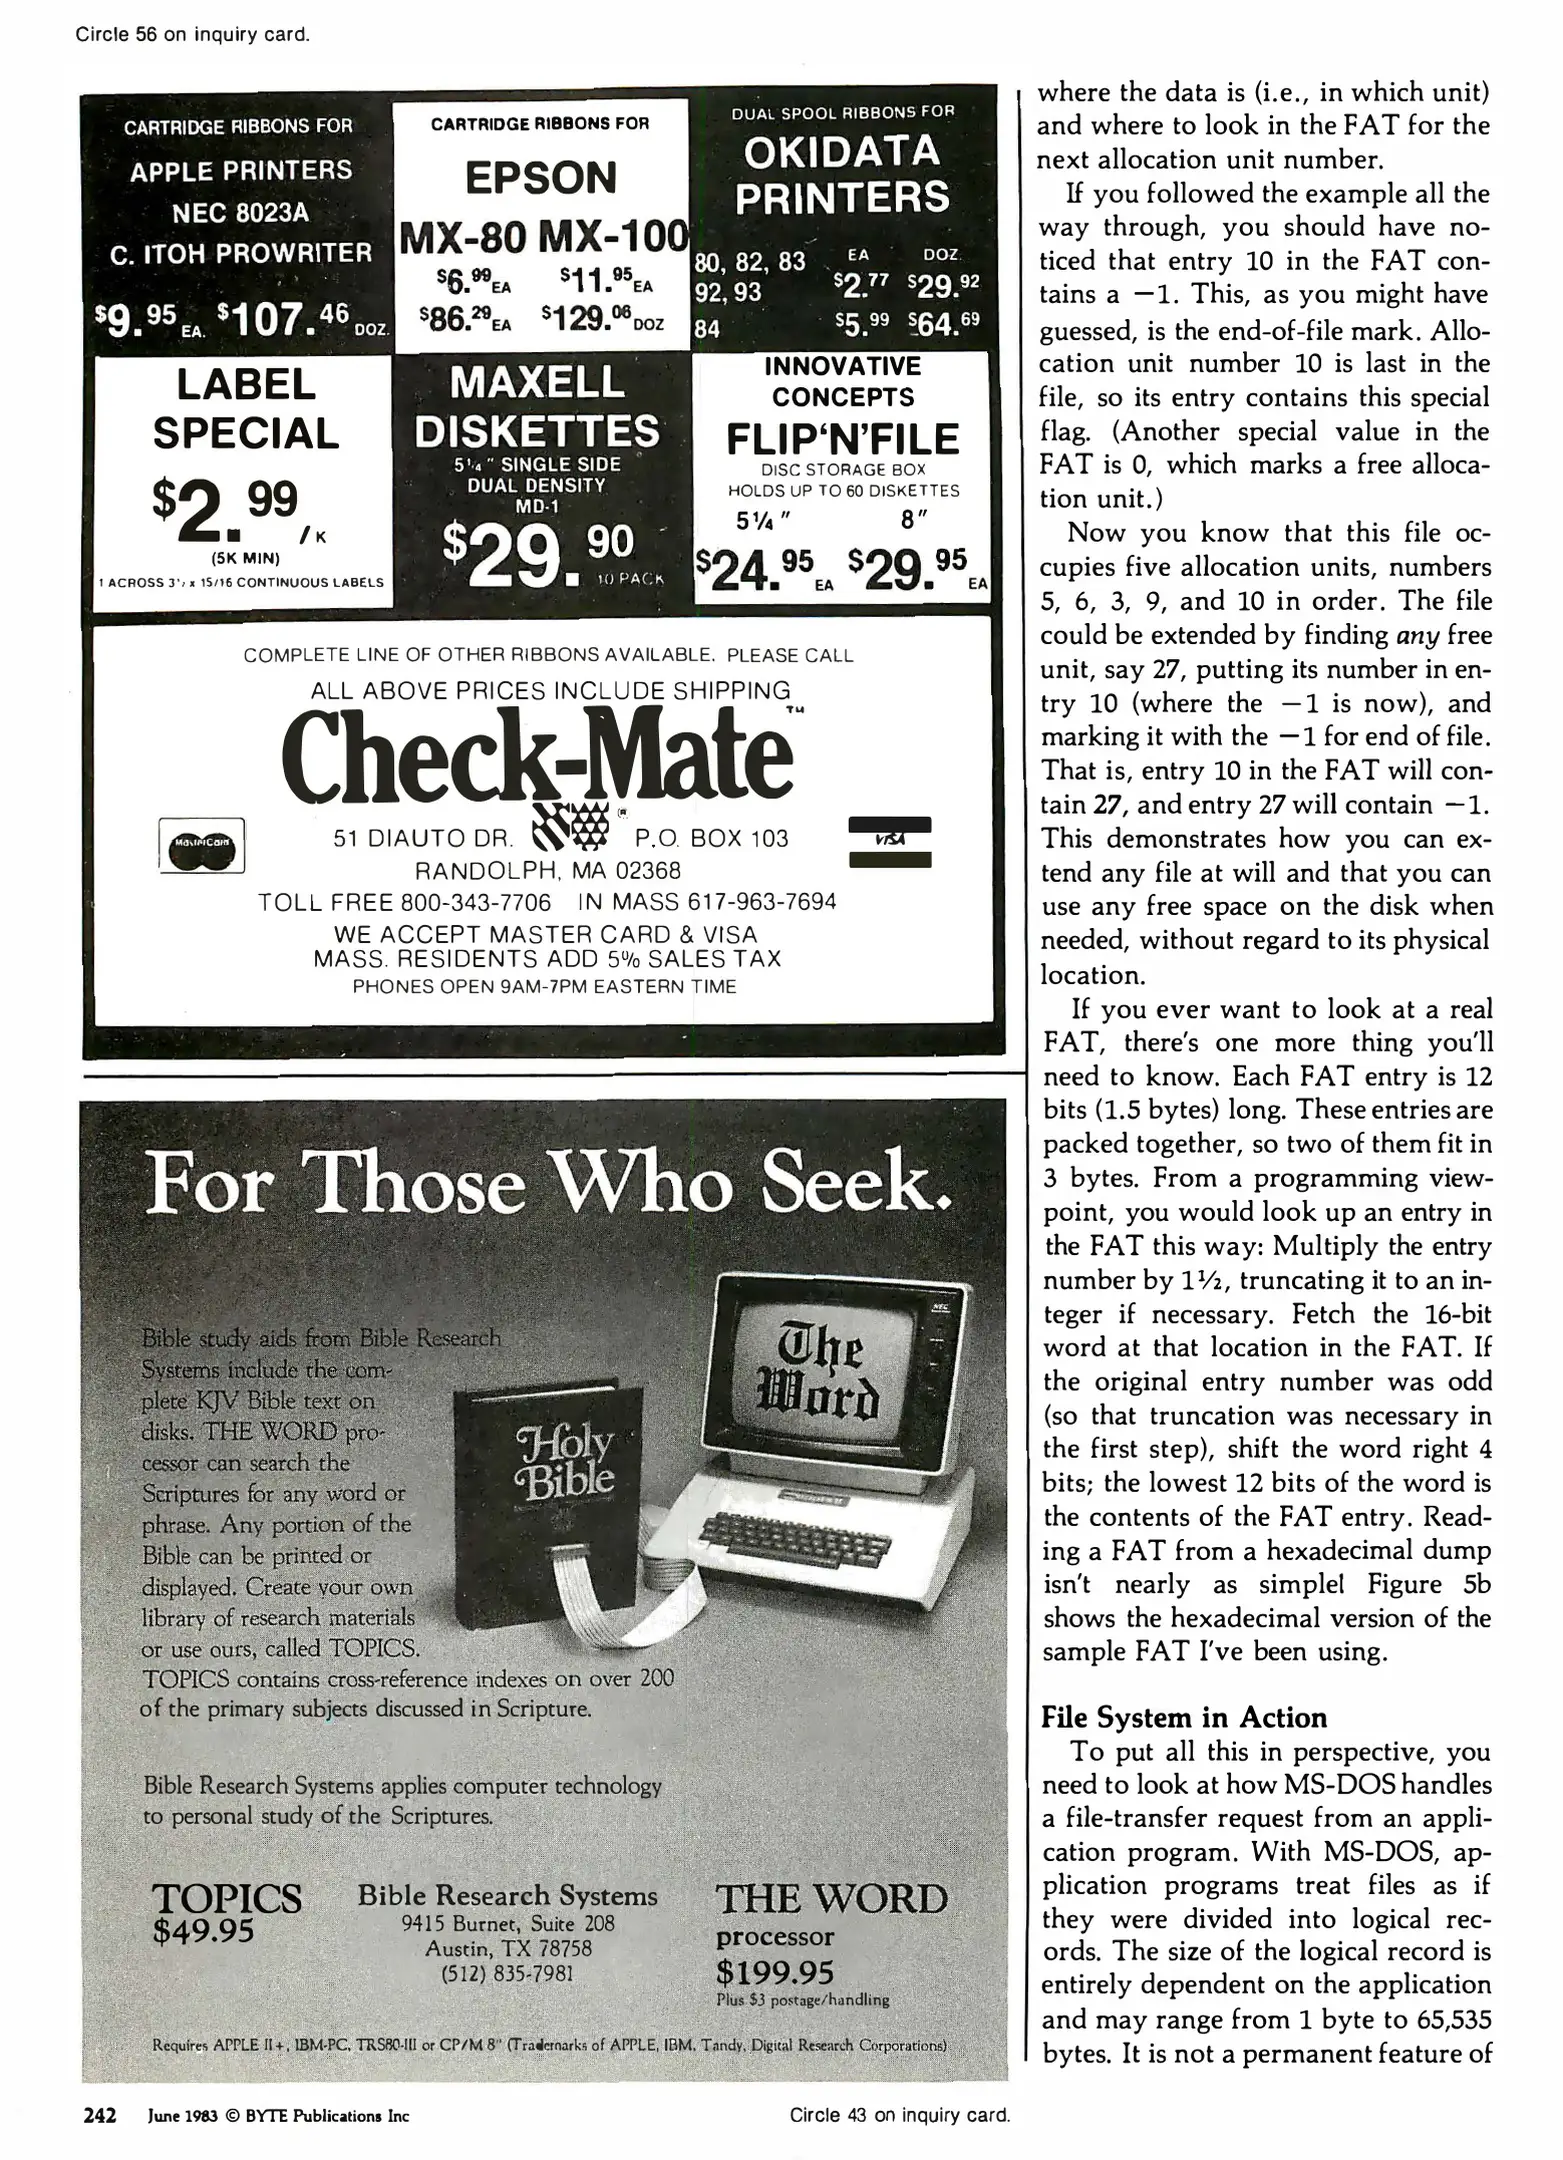 Circle 56 on inquiry card.
CARTRIDGE RIBBONS FOR
APPLE PRINTERS
NEC 8023A
C. ITOH PROWRITER
$9.95 EA. $107.46 DOZ.
CARTRIDGE RIBBONS FOR
EPSON
MX-80 MX-100
$6.99 EA $11.95 EA
$86.29 EA $129.06 DOZ
DUAL SPOOL RIBBONS FOR
OKIDATA
PRINTERS
EA DOZ.
80, 82, 83
92, 93 $2.77 $29.92
84 $5.99 $64.69
LABEL
SPECIAL
$2.99 /K
(5K MIN)
1 ACROSS 3½ x 15/16 CONTINUOUS LABELS
MAXELL
DISKETTES
5¼" SINGLE SIDE
DUAL DENSITY
MD-1
$29.90 10 PACK
INNOVATIVE
CONCEPTS
FLIP‘N’FILE
DISC STORAGE BOX
HOLDS UP TO 60 DISKETTES
5¼" 8"
$24.95 EA $29.95 EA
COMPLETE LINE OF OTHER RIBBONS AVAILABLE. PLEASE CALL
ALL ABOVE PRICES INCLUDE SHIPPING
Check-Mate™
®
MasterCard
51 DIAUTO DR. P.O. BOX 103
VISA
RANDOLPH, MA 02368
TOLL FREE 800-343-7706 IN MASS 617-963-7694
WE ACCEPT MASTER CARD & VISA
MASS. RESIDENTS ADD 5% SALES TAX
PHONES OPEN 9AM-7PM EASTERN TIME
For Those Who Seek.
Bible study aids from Bible Research
Systems include the com-
plete KJV Bible text on
disks. THE WORD pro-
cessor can search the
Scriptures for any word or
phrase. Any portion of the
Bible can be printed or
displayed. Create your own
library of research materials
or use ours, called TOPICS.
TOPICS contains cross-reference indexes on over 200
of the primary subjects discussed in Scripture.
Holy
Bible
NEC
The
Word
Bible Research Systems applies computer technology
to personal study of the Scriptures.
TOPICS
$49.95
Bible Research Systems
9415 Burnet, Suite 208
Austin, TX 78758
(512) 835-7981
THE WORD
processor
$199.95
Plus $3 postage/handling
Requires APPLE II+, IBM-PC, TRS80-III or CP/M 8" (Trademarks of APPLE, IBM, Tandy, Digital Research Corporations)
where the data is (i.e., in which unit)
and where to look in the FAT for the
next allocation unit number.
If you followed the example all the
way through, you should have no-
ticed that entry 10 in the FAT con-
tains a −1. This, as you might have
guessed, is the end-of-file mark. Allo-
cation unit number 10 is last in the
file, so its entry contains this special
flag. (Another special value in the
FAT is 0, which marks a free alloca-
tion unit.)
Now you know that this file oc-
cupies five allocation units, numbers
5, 6, 3, 9, and 10 in order. The file
could be extended by finding any free
unit, say 27, putting its number in en-
try 10 (where the −1 is now), and
marking it with the −1 for end of file.
That is, entry 10 in the FAT will con-
tain 27, and entry 27 will contain −1.
This demonstrates how you can ex-
tend any file at will and that you can
use any free space on the disk when
needed, without regard to its physical
location.
If you ever want to look at a real
FAT, there's one more thing you'll
need to know. Each FAT entry is 12
bits (1.5 bytes) long. These entries are
packed together, so two of them fit in
3 bytes. From a programming view-
point, you would look up an entry in
the FAT this way: Multiply the entry
number by 1½, truncating it to an in-
teger if necessary. Fetch the 16-bit
word at that location in the FAT. If
the original entry number was odd
(so that truncation was necessary in
the first step), shift the word right 4
bits; the lowest 12 bits of the word is
the contents of the FAT entry. Read-
ing a FAT from a hexadecimal dump
isn't nearly as simple! Figure 5b
shows the hexadecimal version of the
sample FAT I've been using.
File System in Action
To put all this in perspective, you
need to look at how MS-DOS handles
a file-transfer request from an appli-
cation program. With MS-DOS, ap-
plication programs treat files as if
they were divided into logical rec-
ords. The size of the logical record is
entirely dependent on the application
and may range from 1 byte to 65,535
bytes. It is not a permanent feature of
242 June 1983 © BYTE Publications Inc
Circle 43 on inquiry card.